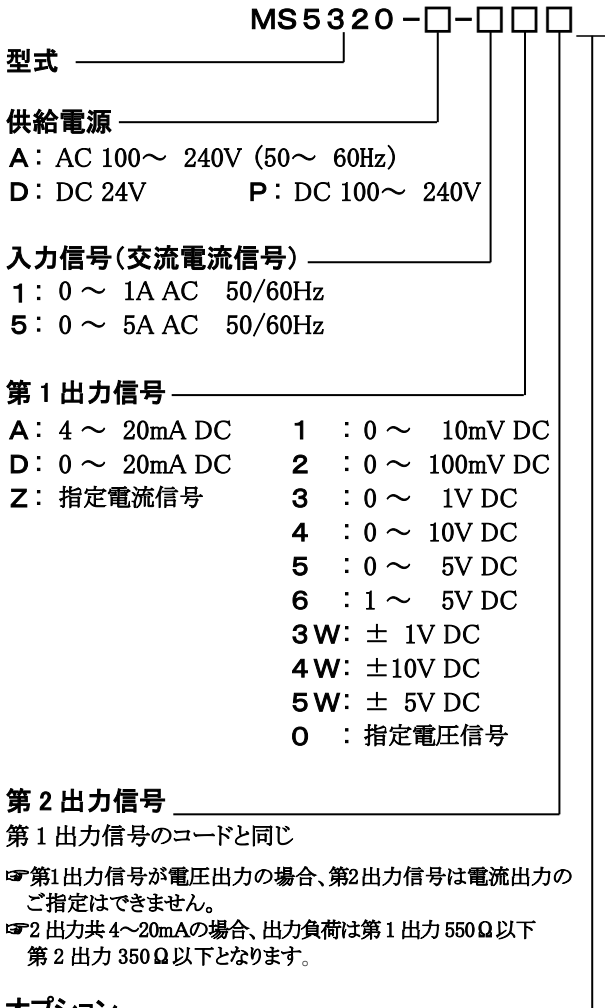 MS5320-□-□□□
型式
供給電源
A： AC 100～ 240V （50～ 60Hz）
D： DC 24V P： DC 100～ 240V
入力信号（交流電流信号）
1： 0 ～ 1A AC 50/60Hz
5： 0 ～ 5A AC 50/60Hz
第 1 出力信号
A： 4 ～ 20mA DC 1 ：0 ～ 10mV DC
D： 0 ～ 20mA DC 2 ：0 ～ 100mV DC
Z： 指定電流信号 3 ：0 ～ 1V DC
4 ：0 ～ 10V DC
5 ：0 ～ 5V DC
6 ：1 ～ 5V DC
3W： ± 1V DC
4W： ±10V DC
5W： ± 5V DC
0 ： 指定電圧信号
第 2 出力信号
第 1 出力信号のコードと同じ
☞第1出力信号が電圧出力の場合、第2出力信号は電流出力の
ご指定はできません。
☞2 出力共 4～20mAの場合、出力負荷は第 1 出力 550Ω以下
第 2 出力 350Ω以下となります。
オプション